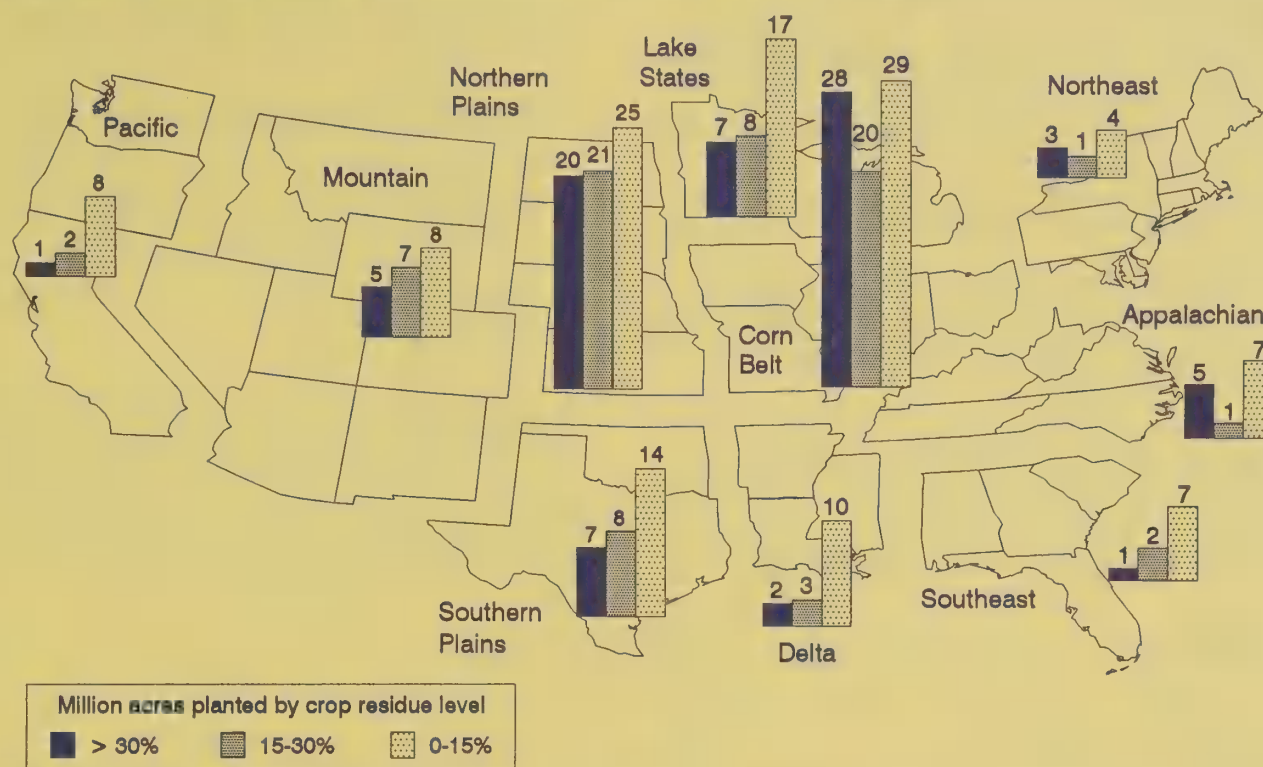 Pacific
1 2 8
Mountain
5 7 8
Northern
Plains
20 21 25
Lake
States
7 8 17
Corn
Belt
28 20 29
Northeast
3 1 4
Appalachian
5 1 7
Southern
Plains
7 8 14
Delta
2 3 10
Southeast
1 2 7
Million acres planted by crop residue level
> 30% 15-30% 0-15%